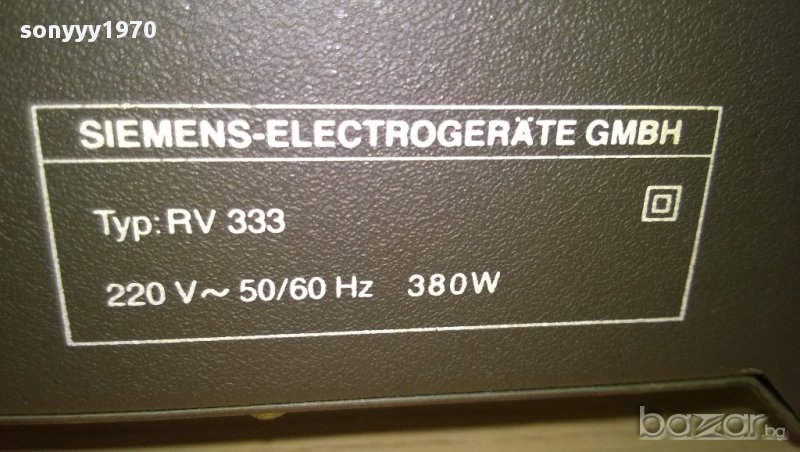 sonyyy1970
SIEMENS-ELECTROGERÄTE GMBH
Typ: RV 333
220 V~ 50/60 Hz 380W
bazar.bg